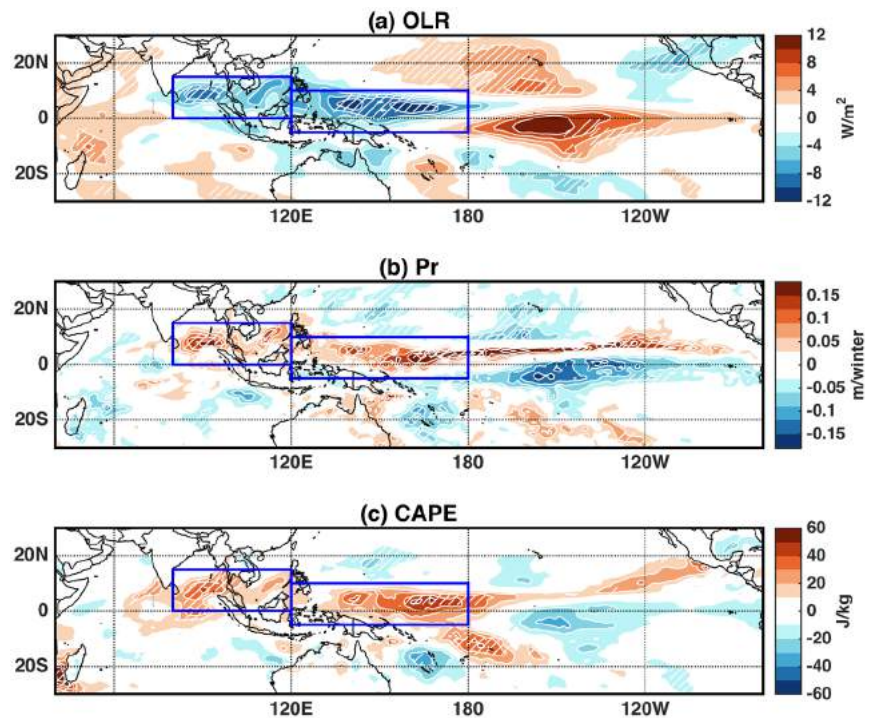 (a) OLR
20N
0
20S
120E
180
120W
12
8
4
0
-4
-8
-12
W/m²
(b) Pr
20N
0
20S
120E
180
120W
0.15
0.1
0.05
0
-0.05
-0.1
-0.15
m/winter
(c) CAPE
20N
0
20S
120E
180
120W
60
40
20
0
-20
-40
-60
J/kg